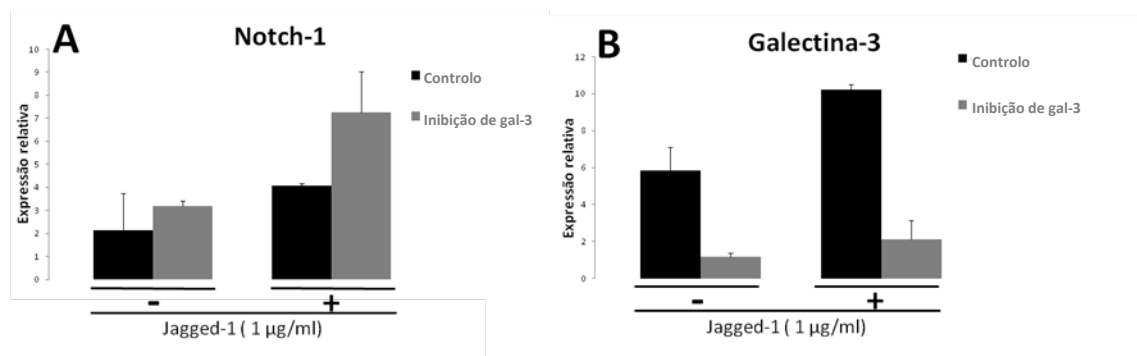 A
Notch-1
Expressão relativa
10
9
8
7
6
5
4
3
2
1
0
Controlo
Inibição de gal-3
-
+
Jagged-1 ( 1 µg/ml)
B
Galectina-3
Expressão relativa
12
10
8
6
4
2
0
Controlo
Inibição de gal-3
-
+
Jagged-1 ( 1 µg/ml)